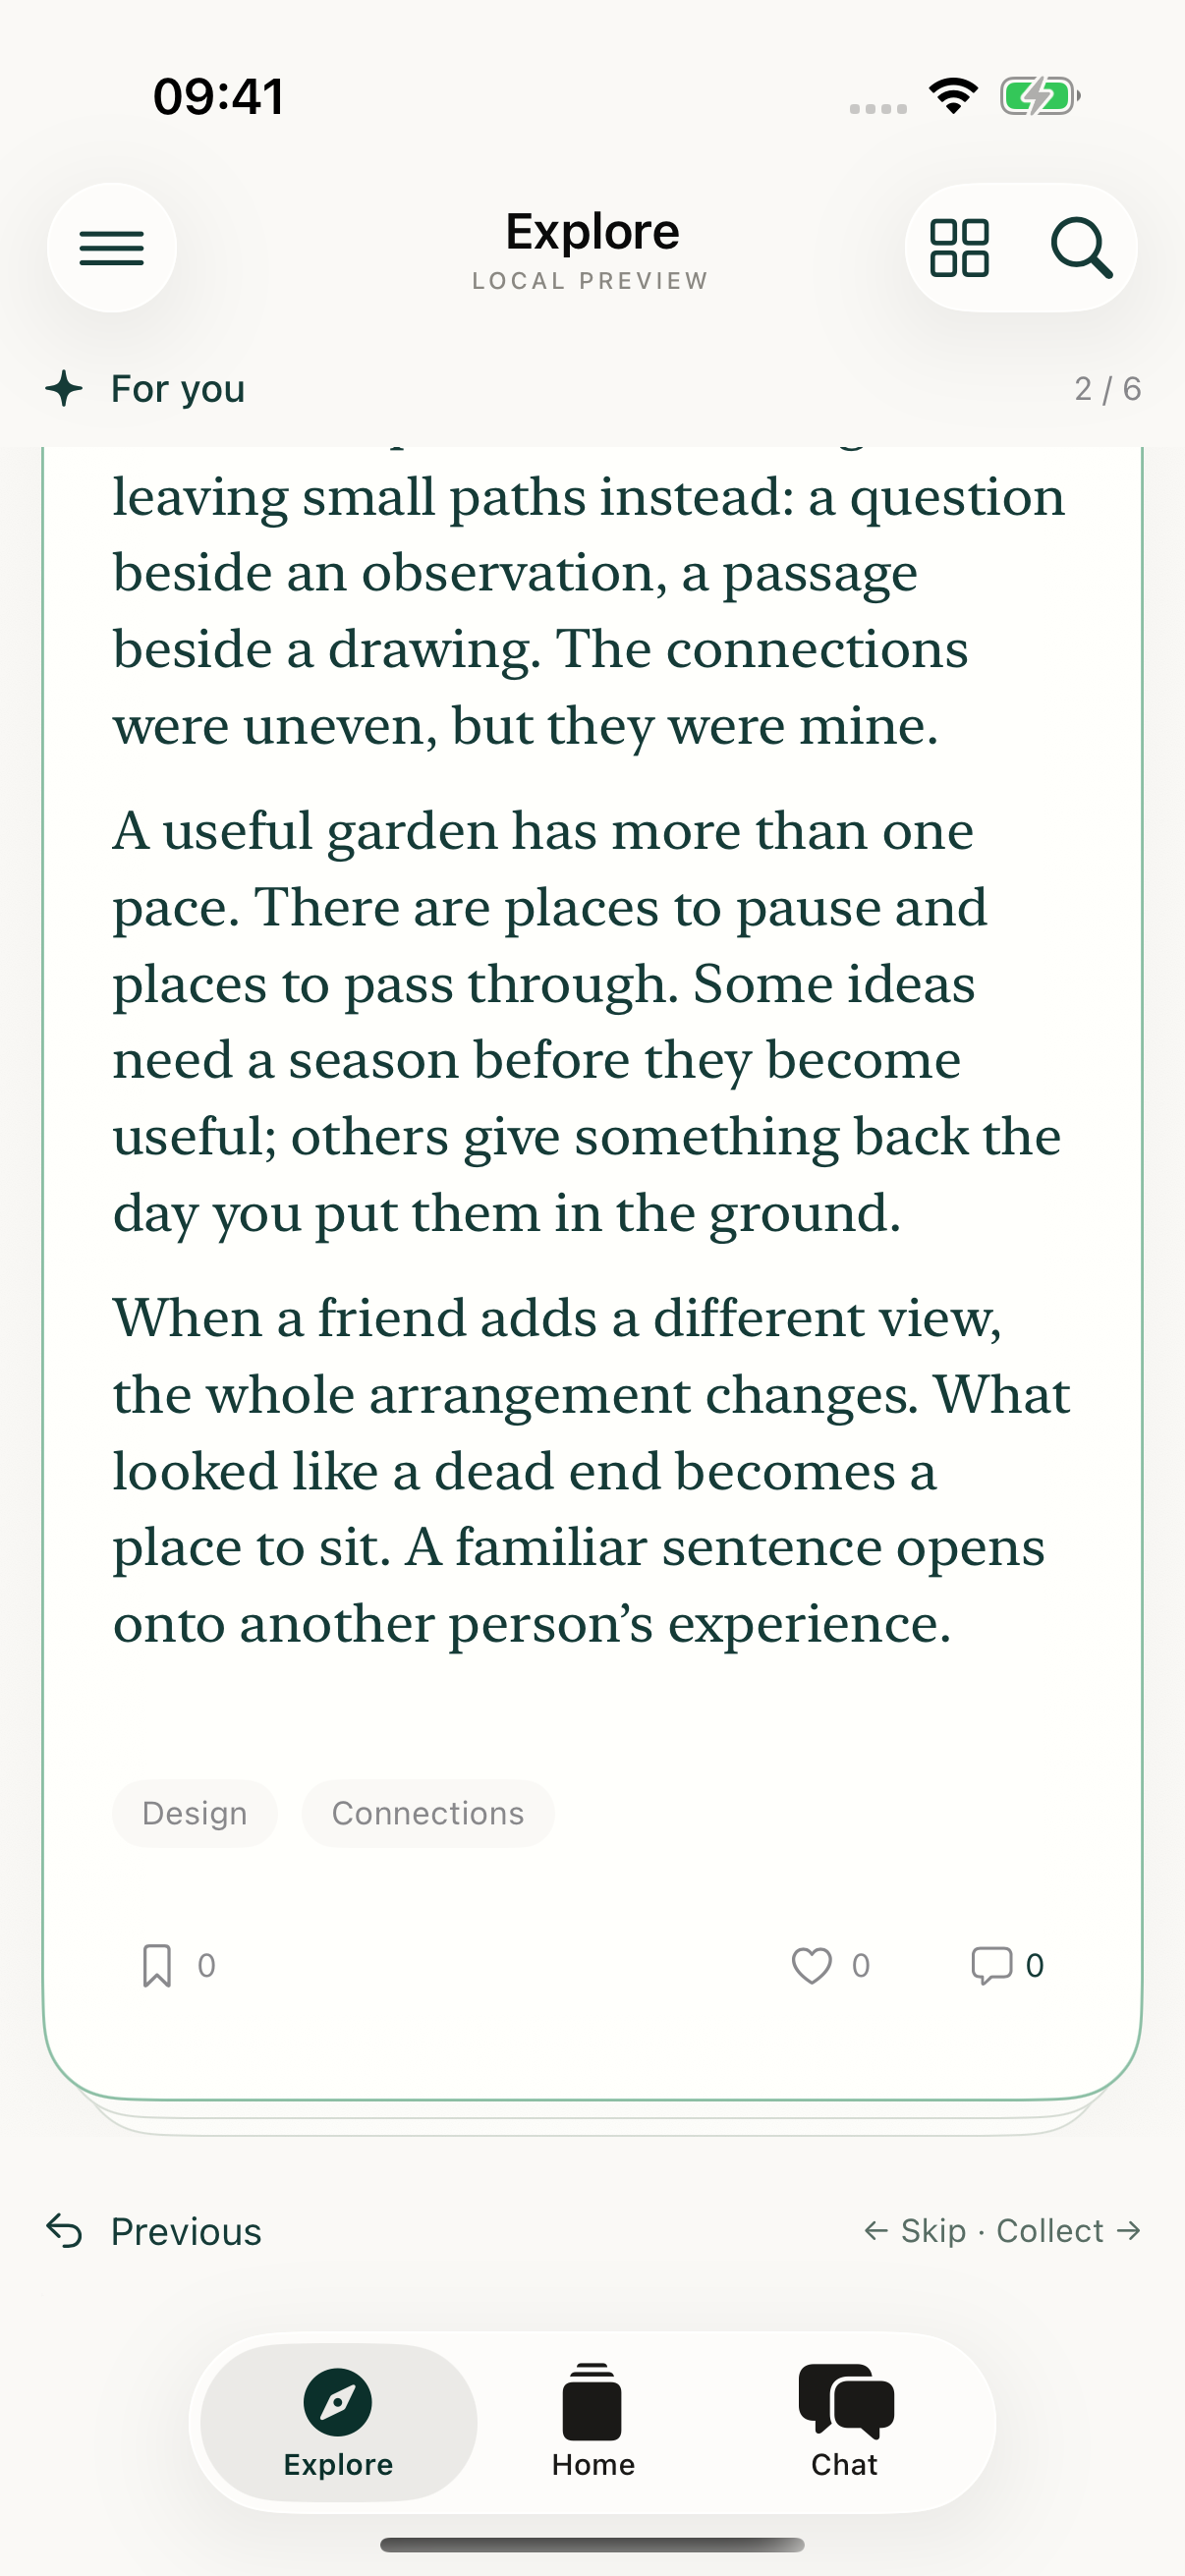 09:41
Explore
LOCAL PREVIEW
For you
2 / 6
leaving small paths instead: a question
beside an observation, a passage
beside a drawing. The connections
were uneven, but they were mine.
A useful garden has more than one
pace. There are places to pause and
places to pass through. Some ideas
need a season before they become
useful; others give something back the
day you put them in the ground.
When a friend adds a different view,
the whole arrangement changes. What
looked like a dead end becomes a
place to sit. A familiar sentence opens
onto another person’s experience.
Design
Connections
0
0
0
Previous
← Skip · Collect →
Explore
Home
Chat